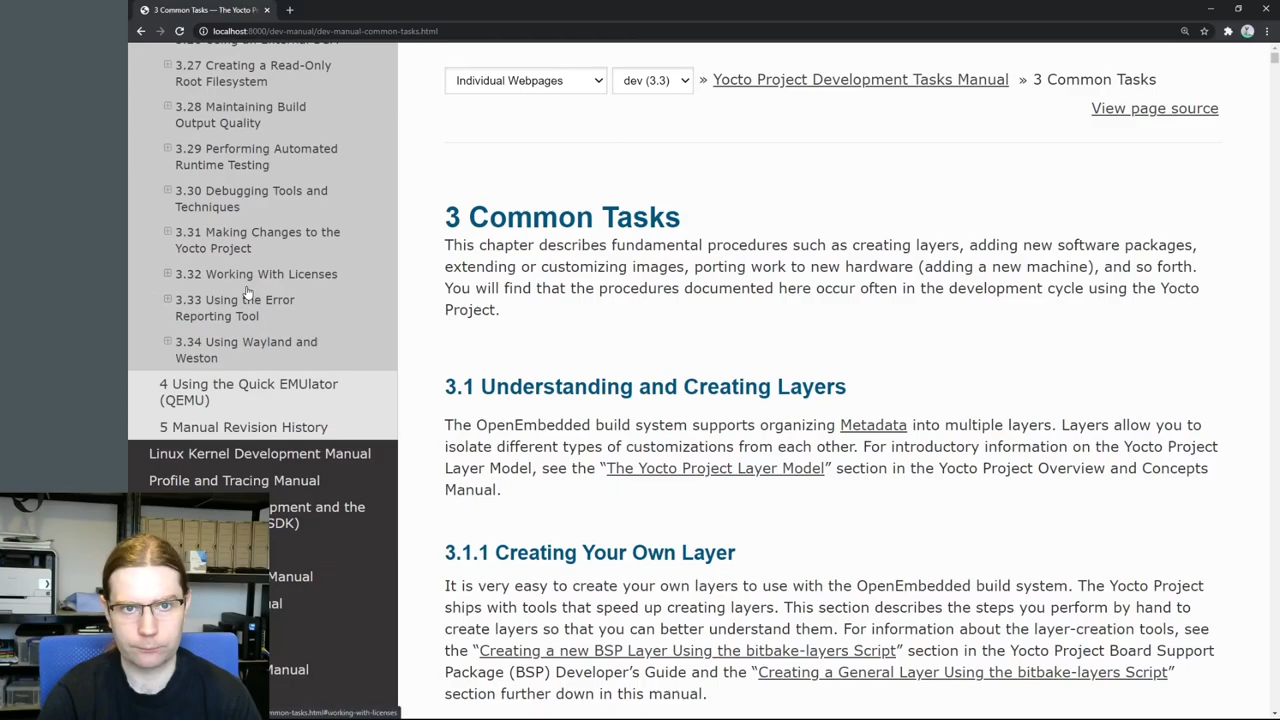 3 Common Tasks — The Yocto P
localhost:8000/dev-manual/dev-manual-common-tasks.html
3.27 Creating a Read-Only
Root Filesystem
3.28 Maintaining Build
Output Quality
3.29 Performing Automated
Runtime Testing
3.30 Debugging Tools and
Techniques
3.31 Making Changes to the
Yocto Project
3.32 Working With Licenses
3.33 Using the Error
Reporting Tool
3.34 Using Wayland and
Weston
4 Using the Quick EMUlator
(QEMU)
5 Manual Revision History
Linux Kernel Development Manual
Profile and Tracing Manual
pment and the
SDK)
Manual
ual
Manual
mmon-tasks.html#working-with-licenses
Individual Webpages
dev (3.3)
» Yocto Project Development Tasks Manual » 3 Common Tasks
View page source
3 Common Tasks
This chapter describes fundamental procedures such as creating layers, adding new software packages,
extending or customizing images, porting work to new hardware (adding a new machine), and so forth.
You will find that the procedures documented here occur often in the development cycle using the Yocto
Project.
3.1 Understanding and Creating Layers
The OpenEmbedded build system supports organizing Metadata into multiple layers. Layers allow you to
isolate different types of customizations from each other. For introductory information on the Yocto Project
Layer Model, see the “The Yocto Project Layer Model” section in the Yocto Project Overview and Concepts
Manual.
3.1.1 Creating Your Own Layer
It is very easy to create your own layers to use with the OpenEmbedded build system. The Yocto Project
ships with tools that speed up creating layers. This section describes the steps you perform by hand to
create layers so that you can better understand them. For information about the layer-creation tools, see
the “Creating a new BSP Layer Using the bitbake-layers Script” section in the Yocto Project Board Support
Package (BSP) Developer’s Guide and the “Creating a General Layer Using the bitbake-layers Script”
section further down in this manual.